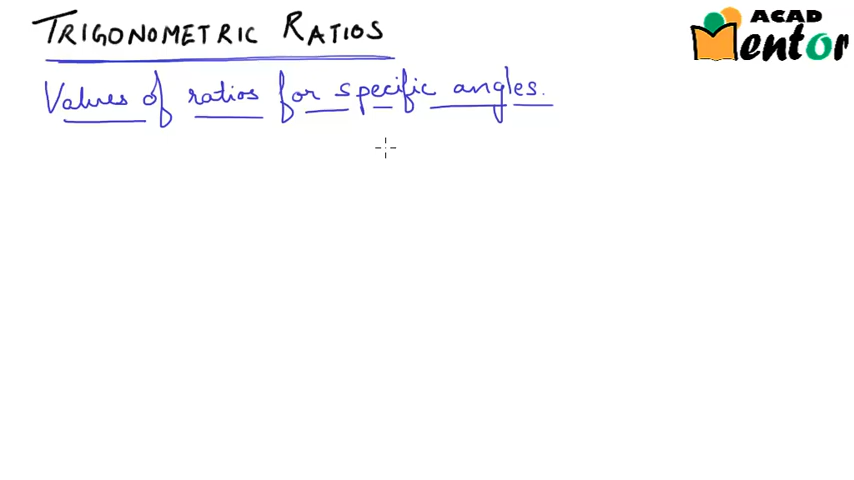 TRIGONOMETRIC RATIOS
ACAD
Mentor
Values of ratios for specific angles.